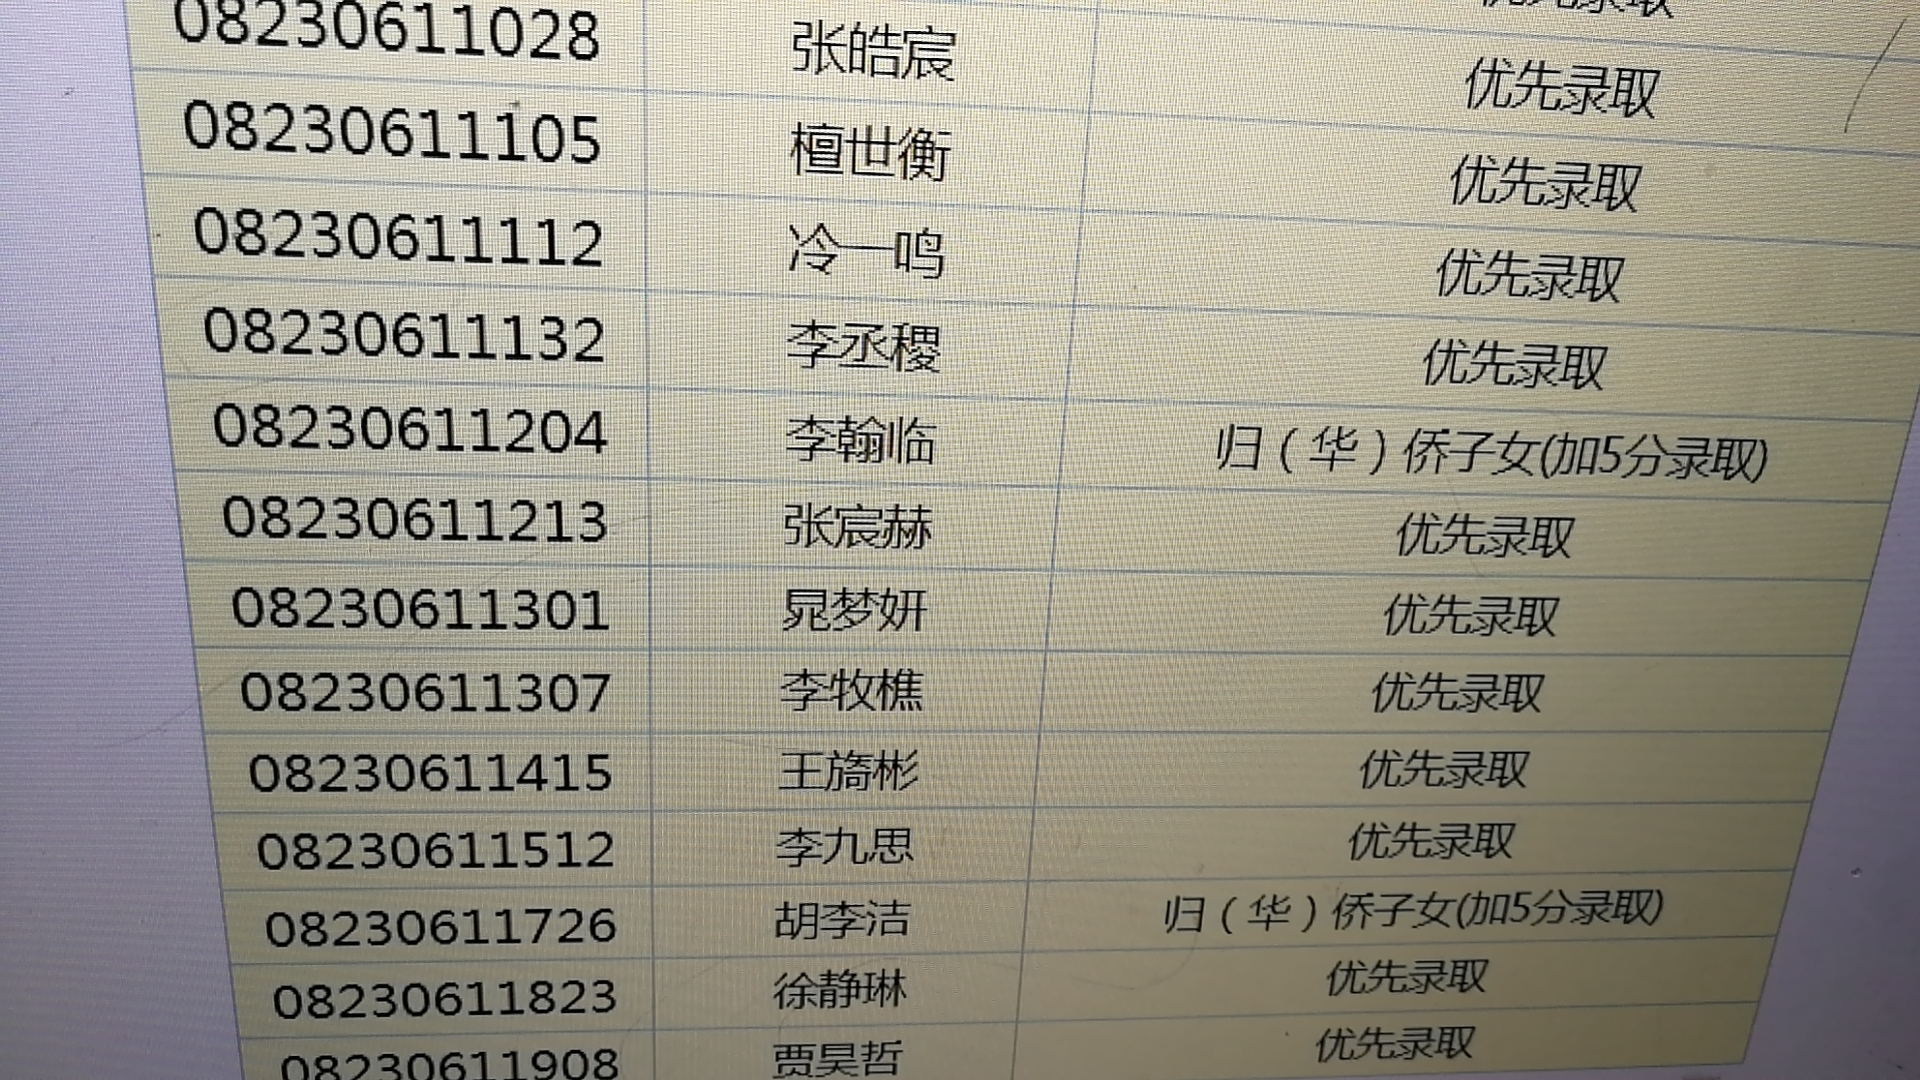 优先录取
08230611028 张皓宸 优先录取
08230611105 檀世衡 优先录取
08230611112 冷一鸣 优先录取
08230611132 李丞稷 优先录取
08230611204 李翰临 归（华）侨子女(加5分录取)
08230611213 张宸赫 优先录取
08230611301 晁梦妍 优先录取
08230611307 李牧樵 优先录取
08230611415 王旖彬 优先录取
08230611512 李九思 优先录取
08230611726 胡李洁 归（华）侨子女(加5分录取)
08230611823 徐静琳 优先录取
08230611908 贾昊哲 优先录取